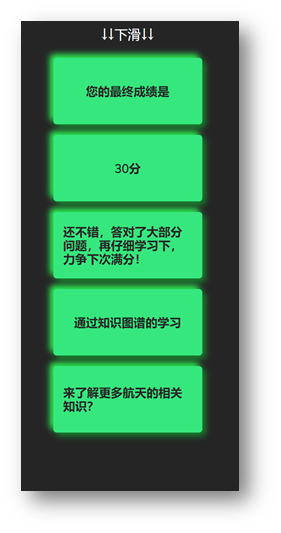 ↓↓下滑↓↓
您的最终成绩是
30分
还不错，答对了大部分
问题，再仔细学习下，
力争下次满分！
通过知识图谱的学习
来了解更多航天的相关
知识？